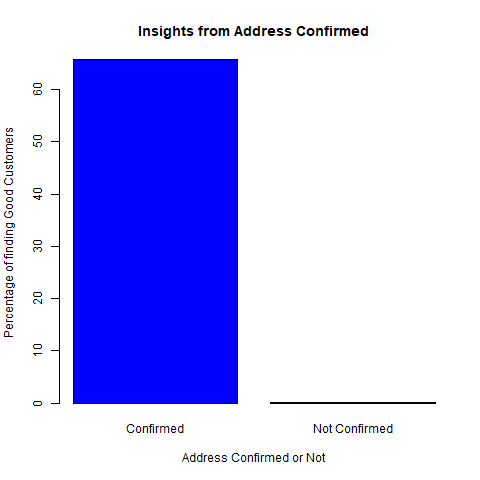 Insights from Address Confirmed
Percentage of finding Good Customers
60
50
40
30
20
10
0
Confirmed
Not Confirmed
Address Confirmed or Not